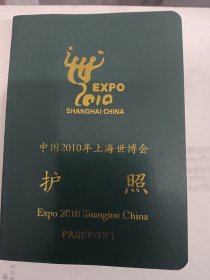 EXPO
2010
SHANGHAI CHINA
中国2010年上海世博会
护 照
Expo 2010 Shanghai China
PASSPORT